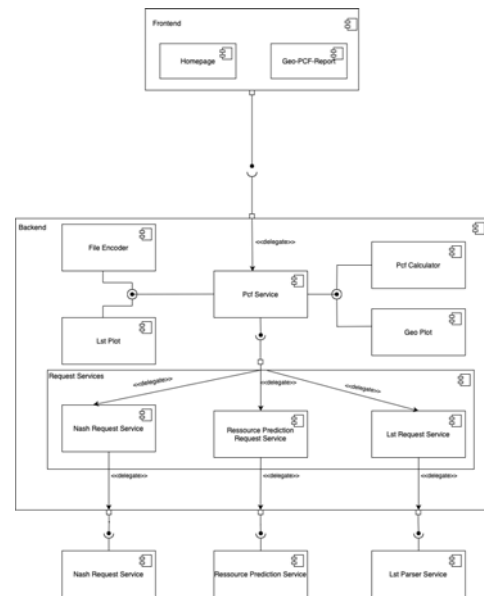 Frontend
Homepage
Geo-PCF-Report
Backend
<<delegate>>
File Encoder
Pcf Calculator
Pcf Service
Lst Plot
Geo Plot
Request Services
<<delegate>>
<<delegate>>
<<delegate>>
Nash Request Service
Ressource Prediction
Request Service
Lst Request Service
<<delegate>>
<<delegate>>
<<delegate>>
Nash Request Service
Ressource Prediction Service
Lst Parser Service